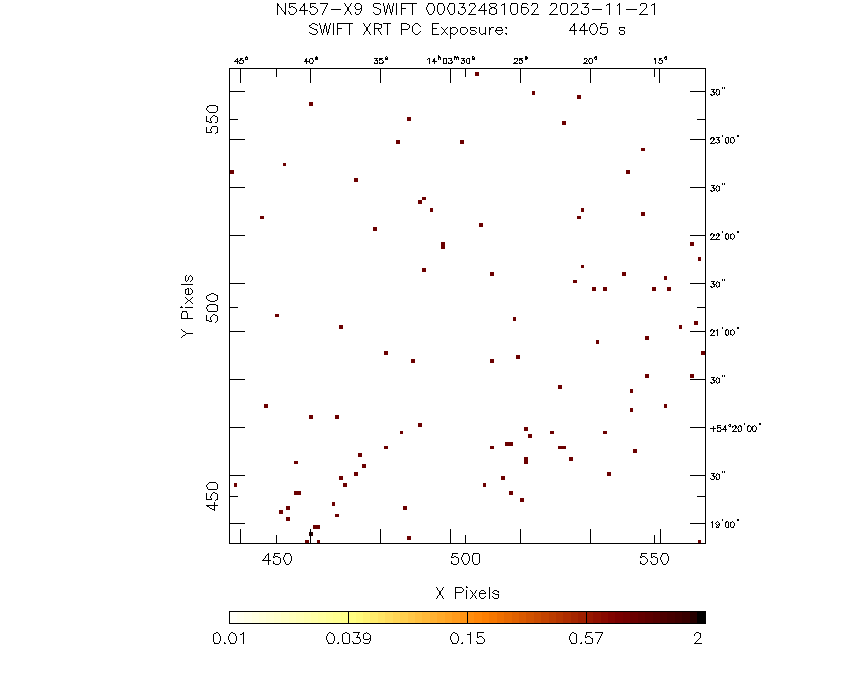 N5457-X9 SWIFT 00032481062 2023-11-21
SWIFT XRT PC Exposure: 4405 s
45ˢ 40ˢ 35ˢ 14ʰ03ᵐ30ˢ 25ˢ 20ˢ 15ˢ
30"
550
23'00"
30"
22'00"
30"
500
Y Pixels
21'00"
30"
+54°20'00"
30"
450
19'00"
450 500 550
X Pixels
0.01 0.039 0.15 0.57 2